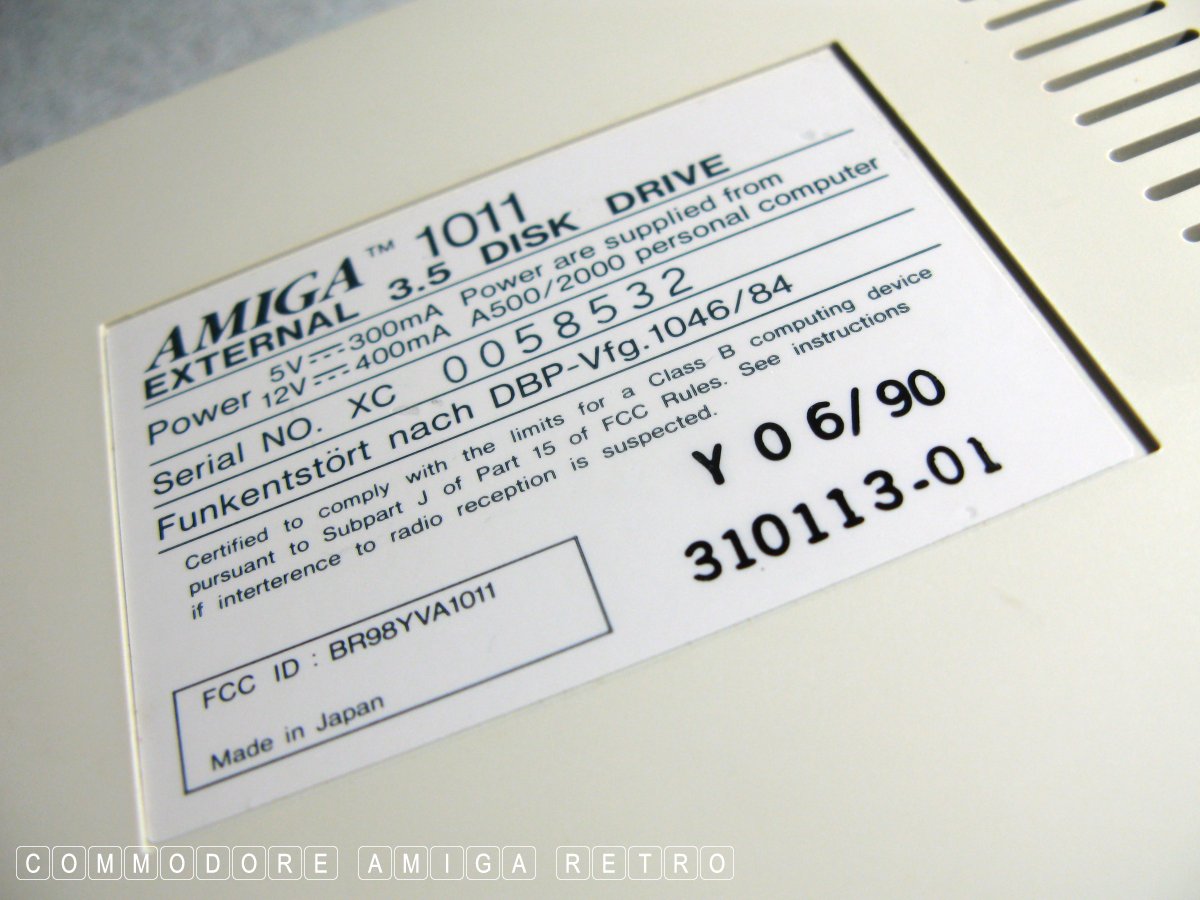 AMIGA™ 1011
EXTERNAL 3.5 DISK DRIVE
Power 5V⎓300mA Power are supplied from
12V⎓400mA A500/2000 personal computer
Serial NO. XC 0058532
Funkentstört nach DBP-Vfg.1046/84
Certified to comply with the limits for a Class B computing device
pursuant to Subpart J of Part 15 of FCC Rules. See instructions
if interterence to radio reception is suspected.
Y 06/90
310113-01
FCC ID : BR98YVA1011
Made in Japan
COMMODORE AMIGA RETRO